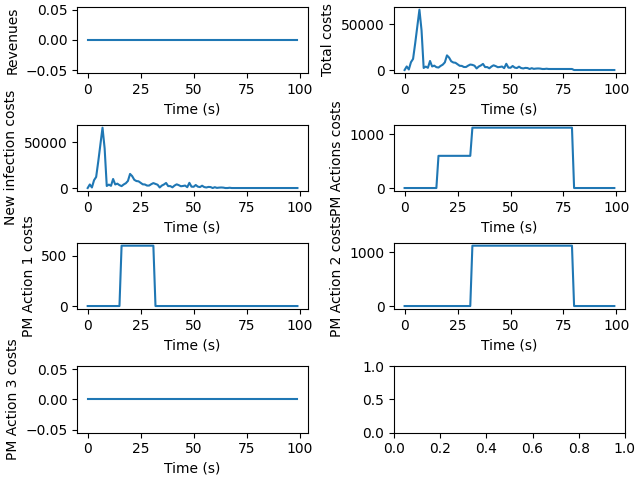 Revenues
0.05
0.00
−0.05
0 25 50 75 100
Time (s)
Total costs
50000
0
0 25 50 75 100
Time (s)
New infection costs
50000
0
0 25 50 75 100
Time (s)
PM Actions costs
1000
0
0 25 50 75 100
Time (s)
PM Action 1 costs
500
0
0 25 50 75 100
Time (s)
PM Action 2 costs
1000
0
0 25 50 75 100
Time (s)
PM Action 3 costs
0.05
0.00
−0.05
0 25 50 75 100
Time (s)
1.0
0.5
0.0
0.0 0.2 0.4 0.6 0.8 1.0